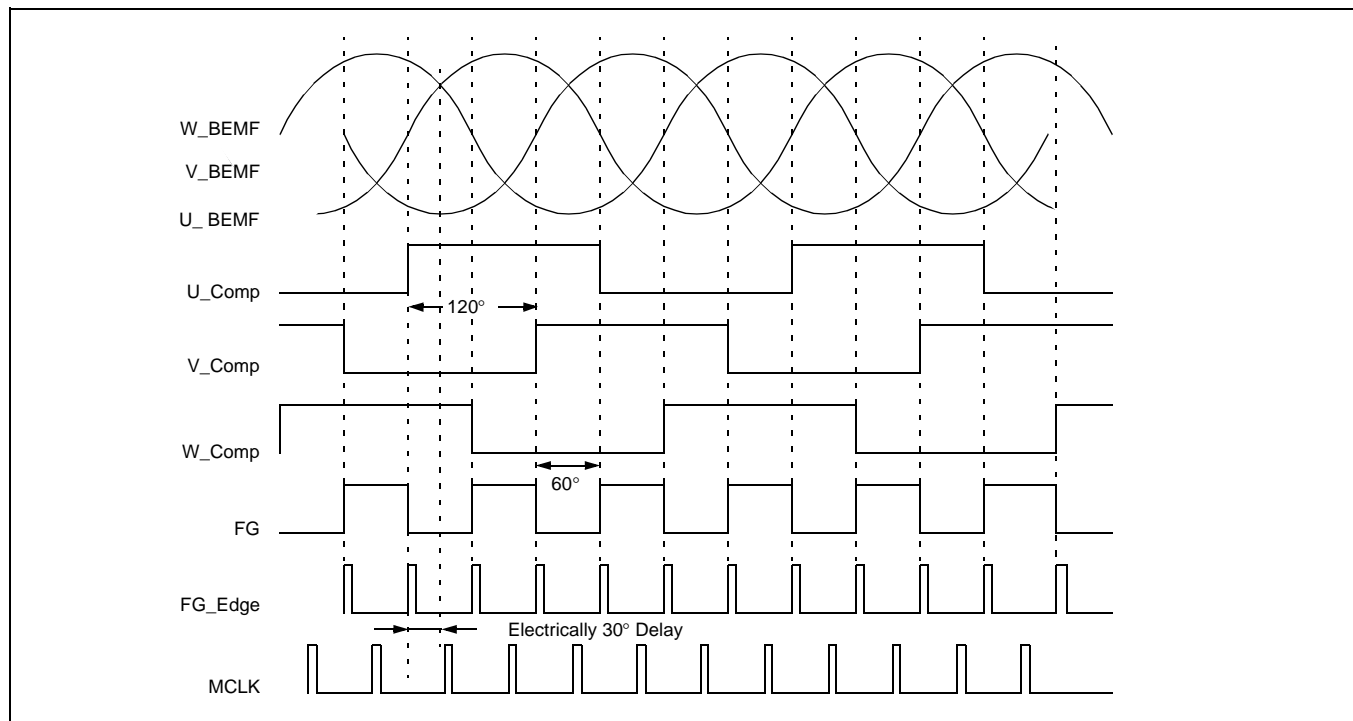 W_BEMF
V_BEMF
U_ BEMF
U_Comp
120°
V_Comp
W_Comp
60°
FG
FG_Edge
Electrically 30° Delay
MCLK